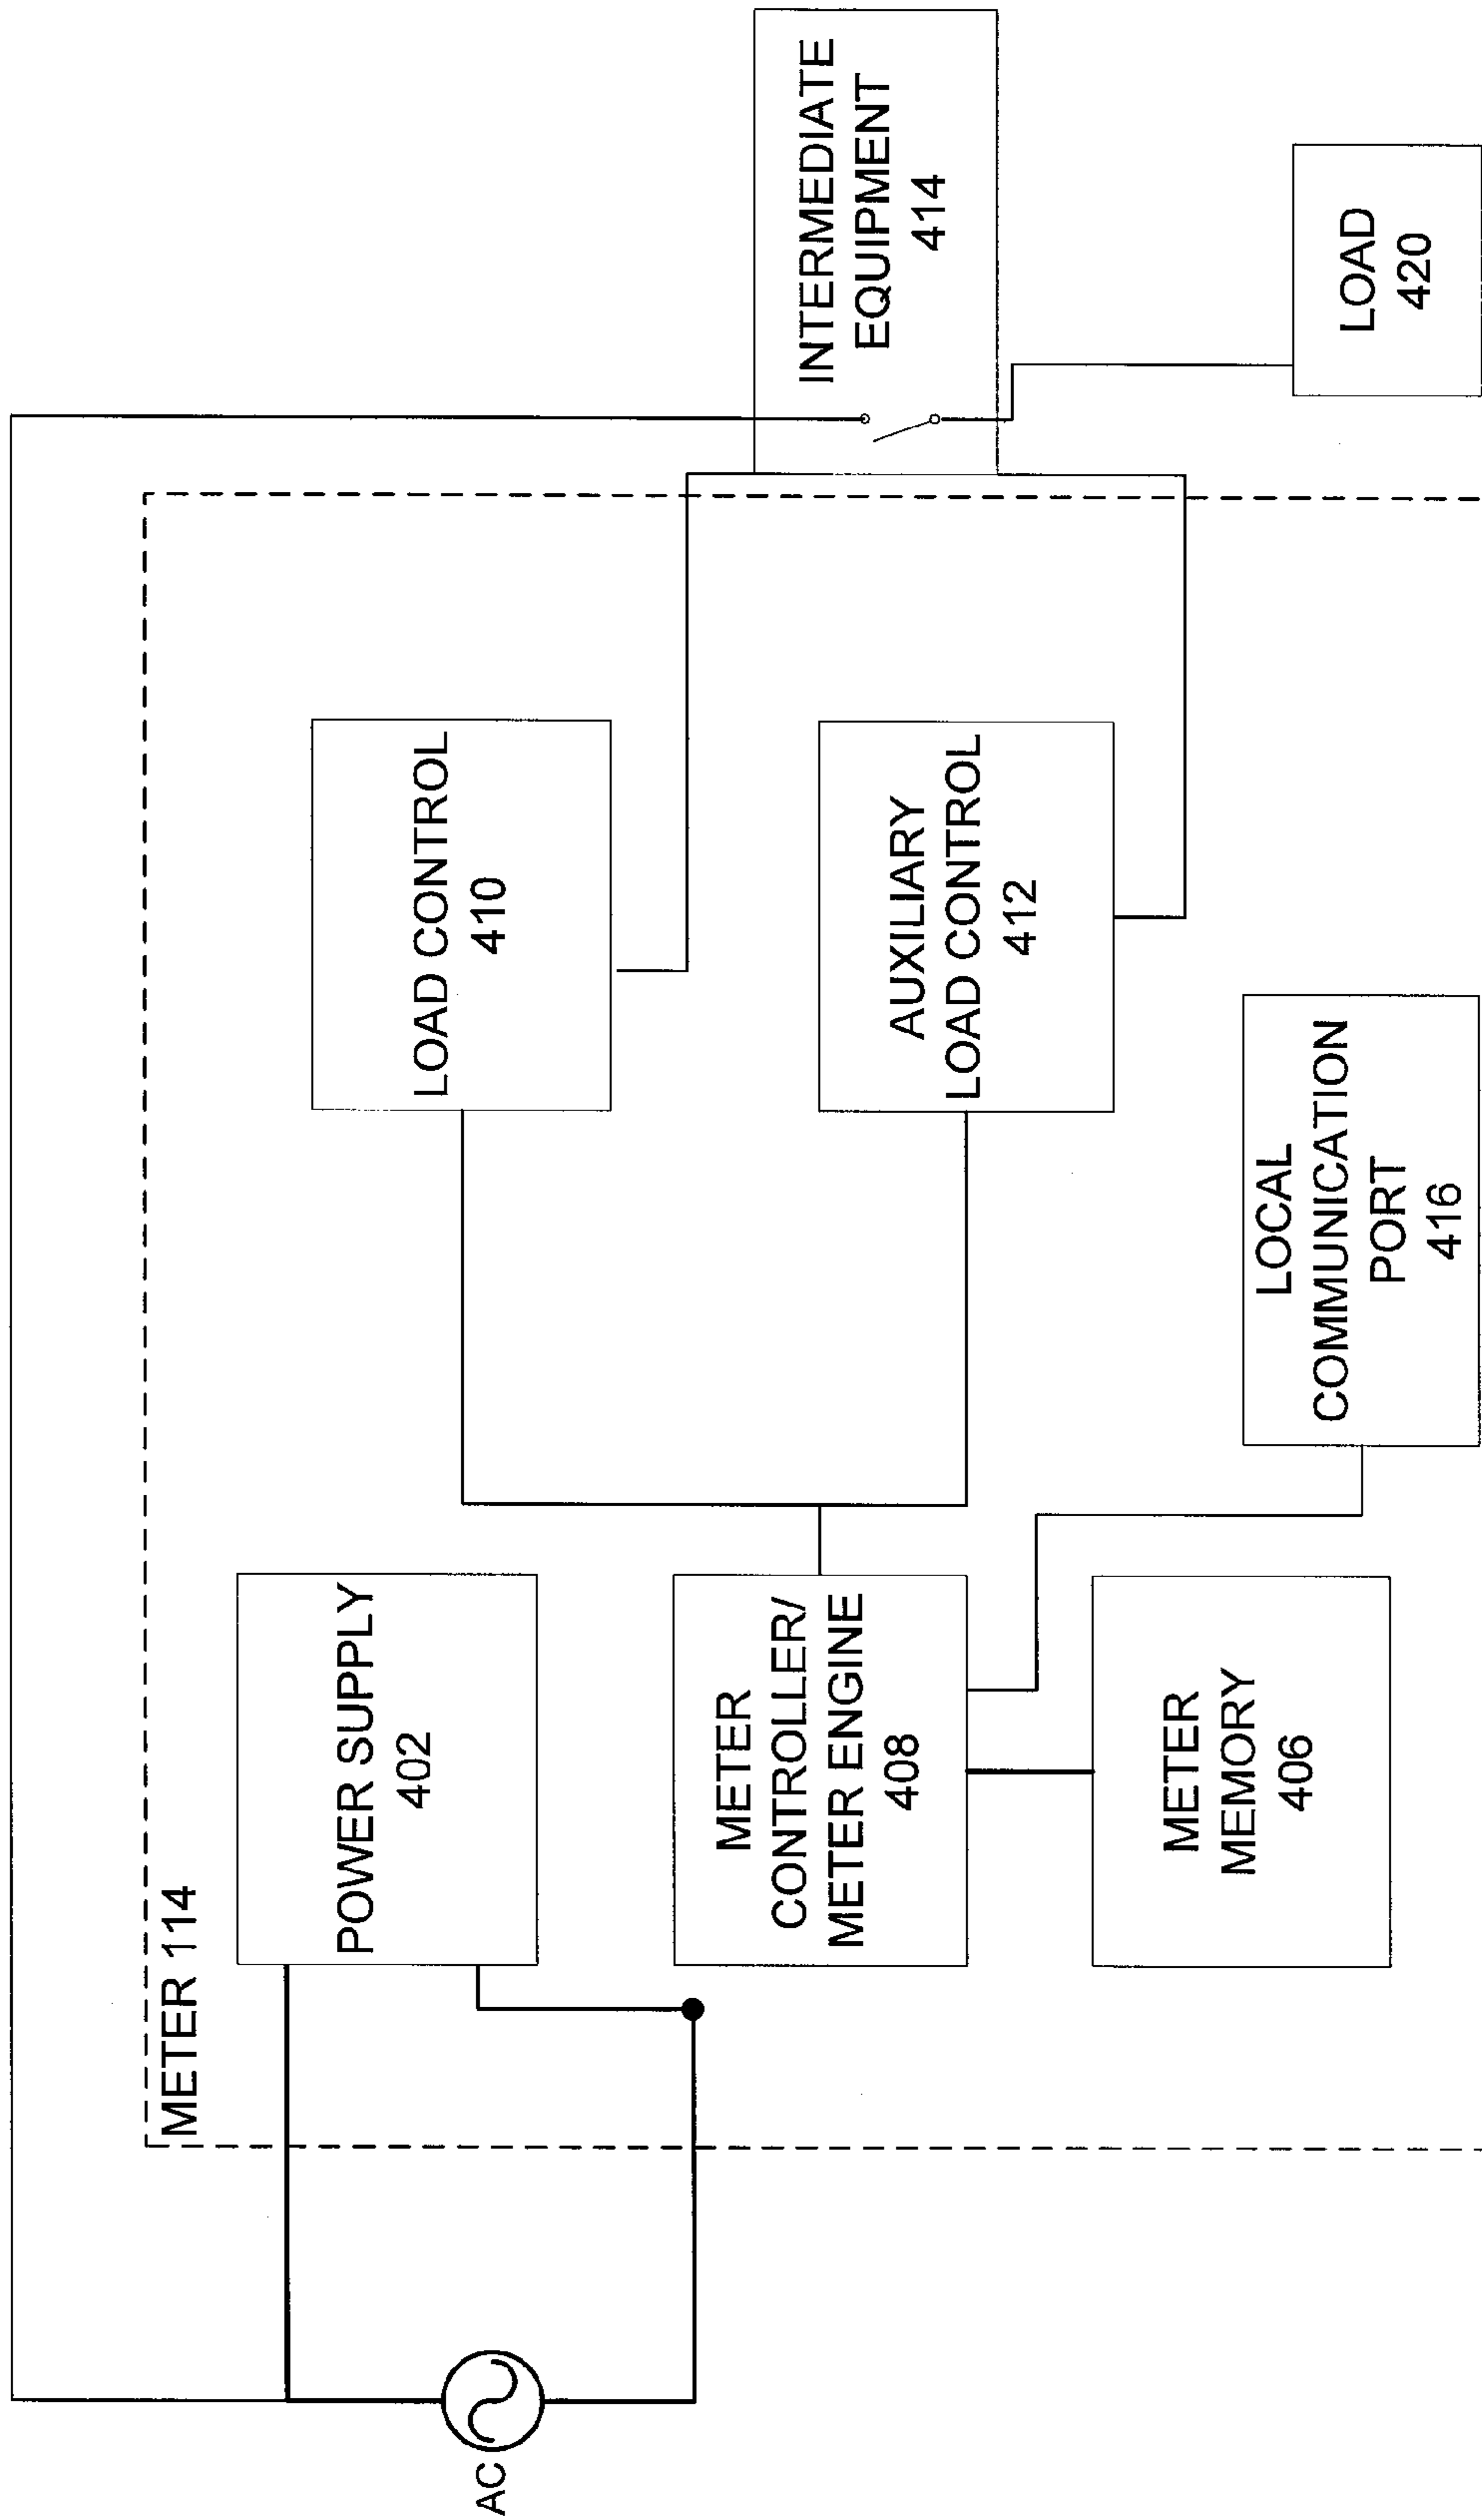 METER 114
POWER SUPPLY
402
LOAD CONTROL
410
METER
CONTROLLER/
METER ENGINE
408
AUXILIARY
LOAD CONTROL
412
INTERMEDIATE
EQUIPMENT
414
AC
METER
MEMORY
406
LOCAL
COMMUNICATION
PORT
416
LOAD
420